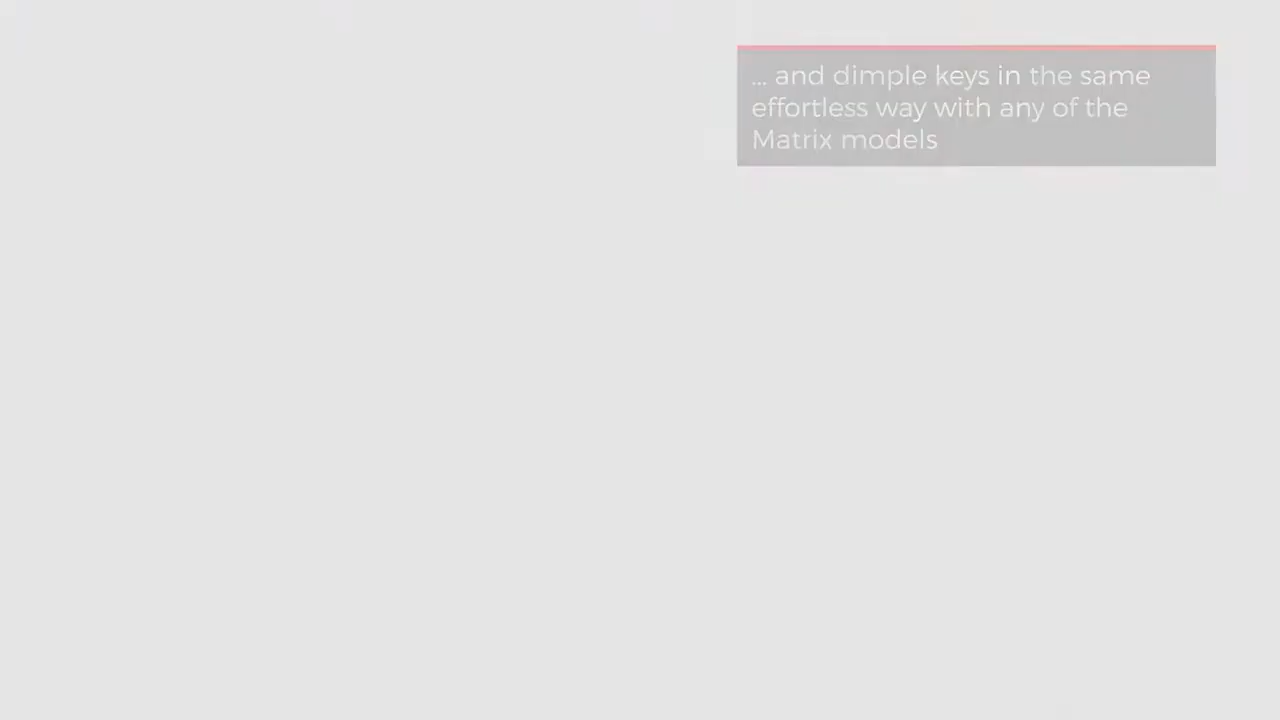 ... and dimple keys in the same
effortless way with any of the
Matrix models